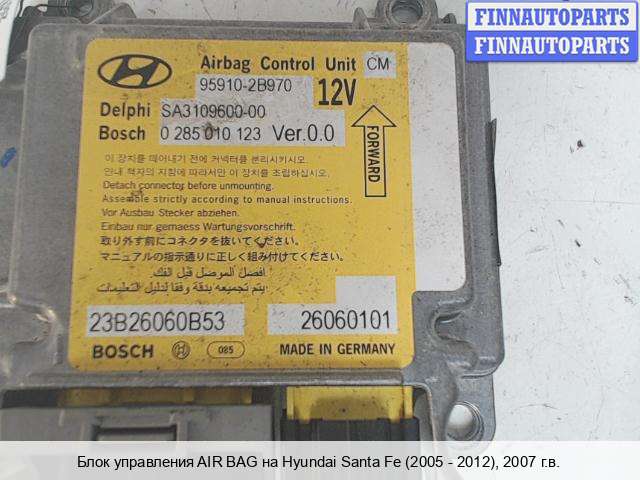 FINNAUTOPARTS
FINNAUTOPARTS
Airbag Control Unit CM
95910-2B970 12V
Delphi SA3109600-00
Bosch 0 285 010 123 Ver.0.0
FORWARD
이 장치를 떼어내기 전에 커넥터를 분리시키시오.
안내 책자의 지침에 따라서만 이 장치를 조립하십시오.
Detach connector before unmounting.
Assemble strictly according to manual instructions.
Vor Ausbau Stecker abziehen.
Einbau nur gemaess Wartungsvorschrift.
取り外す前にコネクタを抜いてください。
マニュアルの指示通りに正しく組み付けてください。
افصل الموصل قبل الفك.
يتم تجميعه بدقة وفقا لدليل التعليمات
23B26060B53 26060101
BOSCH 085 MADE IN GERMANY
Блок управления AIR BAG на Hyundai Santa Fe (2005 - 2012), 2007 г.в.